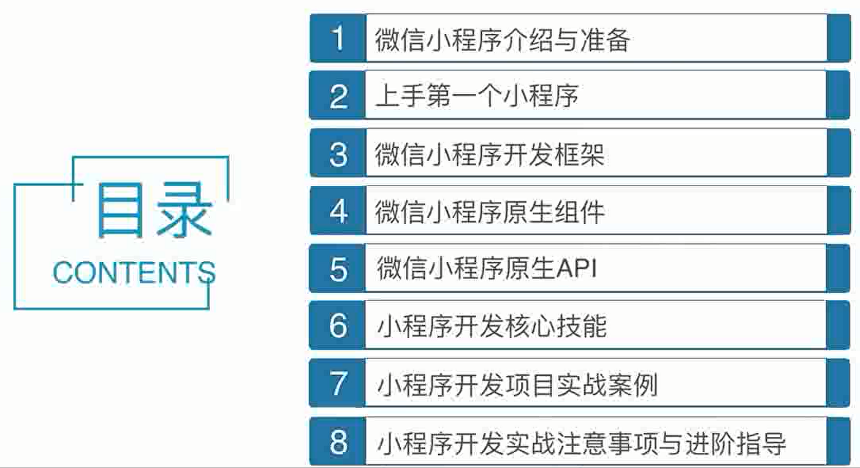 目录
CONTENTS
1 微信小程序介绍与准备
2 上手第一个小程序
3 微信小程序开发框架
4 微信小程序原生组件
5 微信小程序原生API
6 小程序开发核心技能
7 小程序开发项目实战案例
8 小程序开发实战注意事项与进阶指导